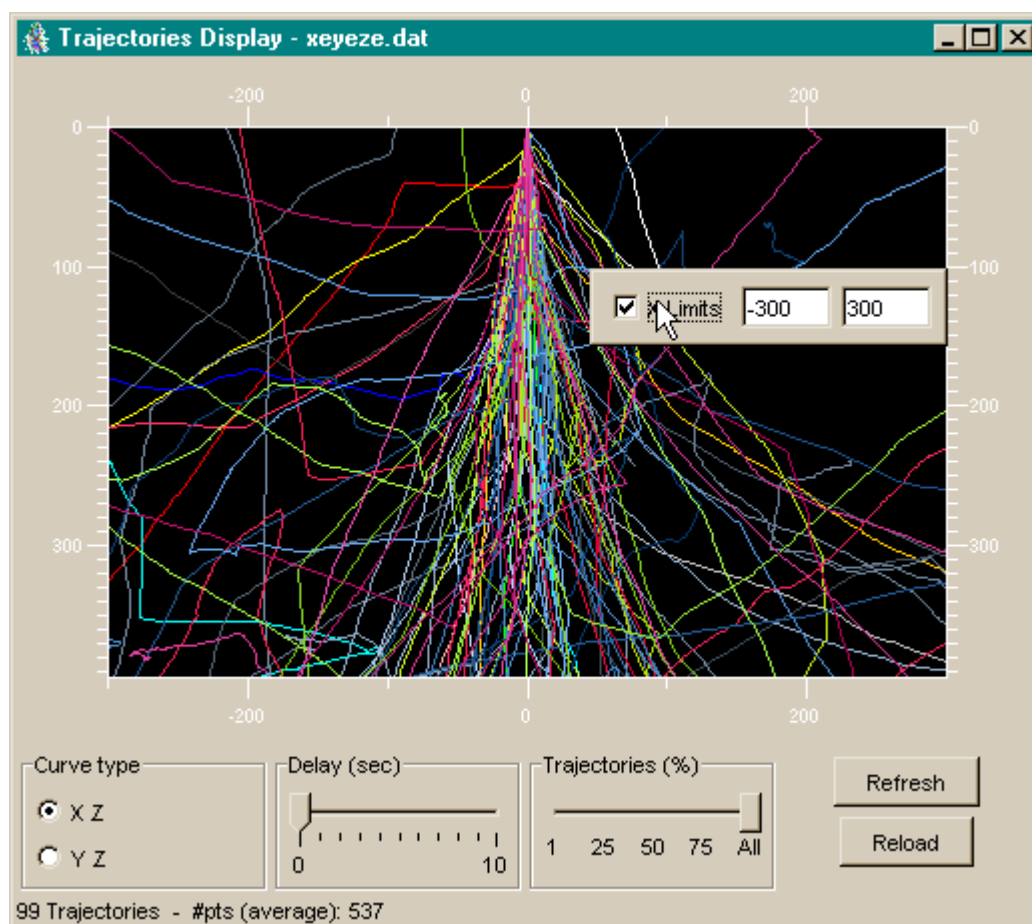 Trajectories Display - xeyeze.dat
-200 0 200
0 0
100 100
Limits -300 300
200 200
300 300
-200 0 200
Curve type
X Z
Y Z
Delay (sec)
0 10
Trajectories (%)
1 25 50 75 All
Refresh
Reload
99 Trajectories - #pts (average): 537